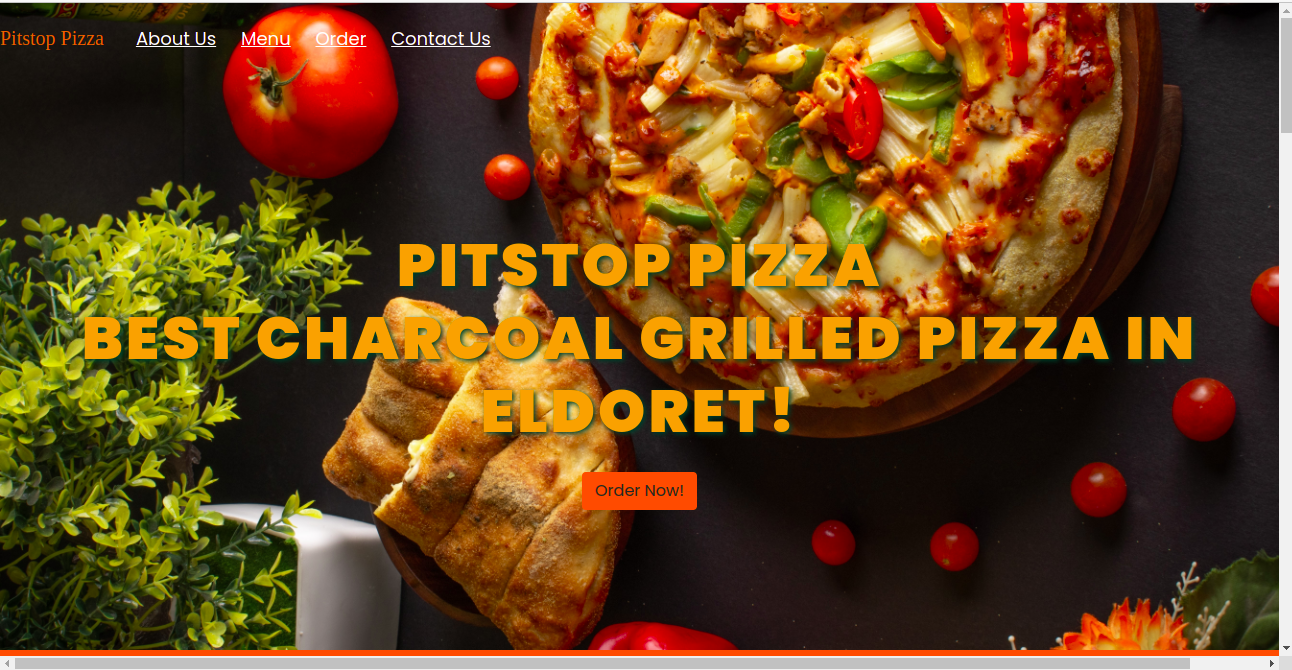 Pitstop Pizza About Us Menu Order Contact Us
PITSTOP PIZZA
BEST CHARCOAL GRILLED PIZZA IN
ELDORET!
Order Now!